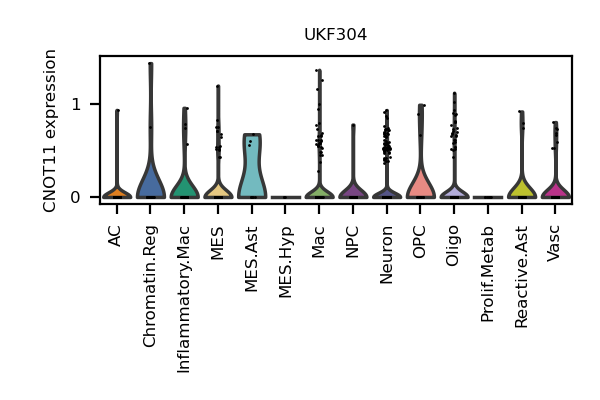 UKF304
CNOT11 expression
1
0
AC
Chromatin.Reg
Inflammatory.Mac
MES
MES.Ast
MES.Hyp
Mac
NPC
Neuron
OPC
Oligo
Prolif.Metab
Reactive.Ast
Vasc